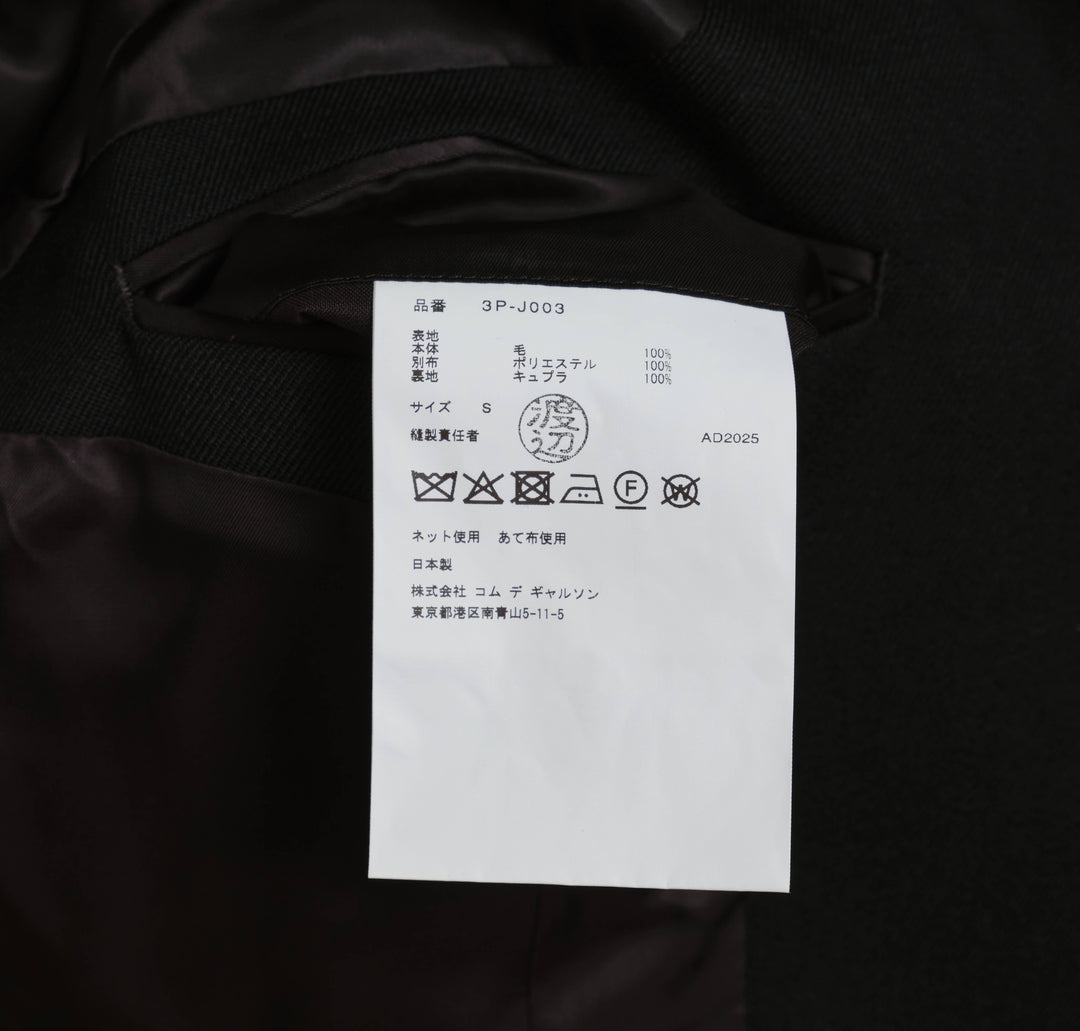 品番 3P-J003
表地
本体 毛 100%
別布 ポリエステル 100%
裏地 キュプラ 100%
サイズ S
渡辺
縫製責任者 AD2025
F W
ネット使用 あて布使用
日本製
株式会社 コム デ ギャルソン
東京都港区南青山5-11-5